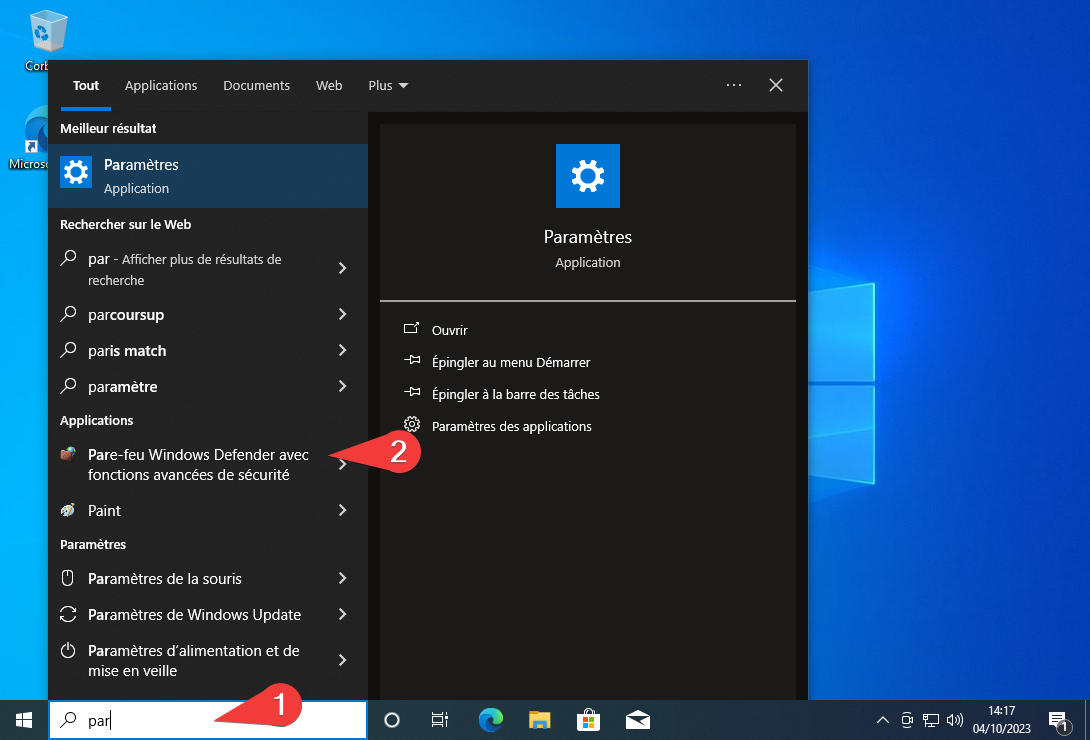 Corb
Microso
Tout Applications Documents Web Plus
Meilleur résultat
Paramètres
Application
Rechercher sur le Web
par - Afficher plus de résultats de
recherche
parcoursup
paris match
paramètre
Applications
Pare-feu Windows Defender avec
fonctions avancées de sécurité
Paint
Paramètres
Paramètres de la souris
Paramètres de Windows Update
Paramètres d'alimentation et de
mise en veille
Paramètres
Application
Ouvrir
Épingler au menu Démarrer
Épingler à la barre des tâches
Paramètres des applications
2
1
par
14:17
04/10/2023
1